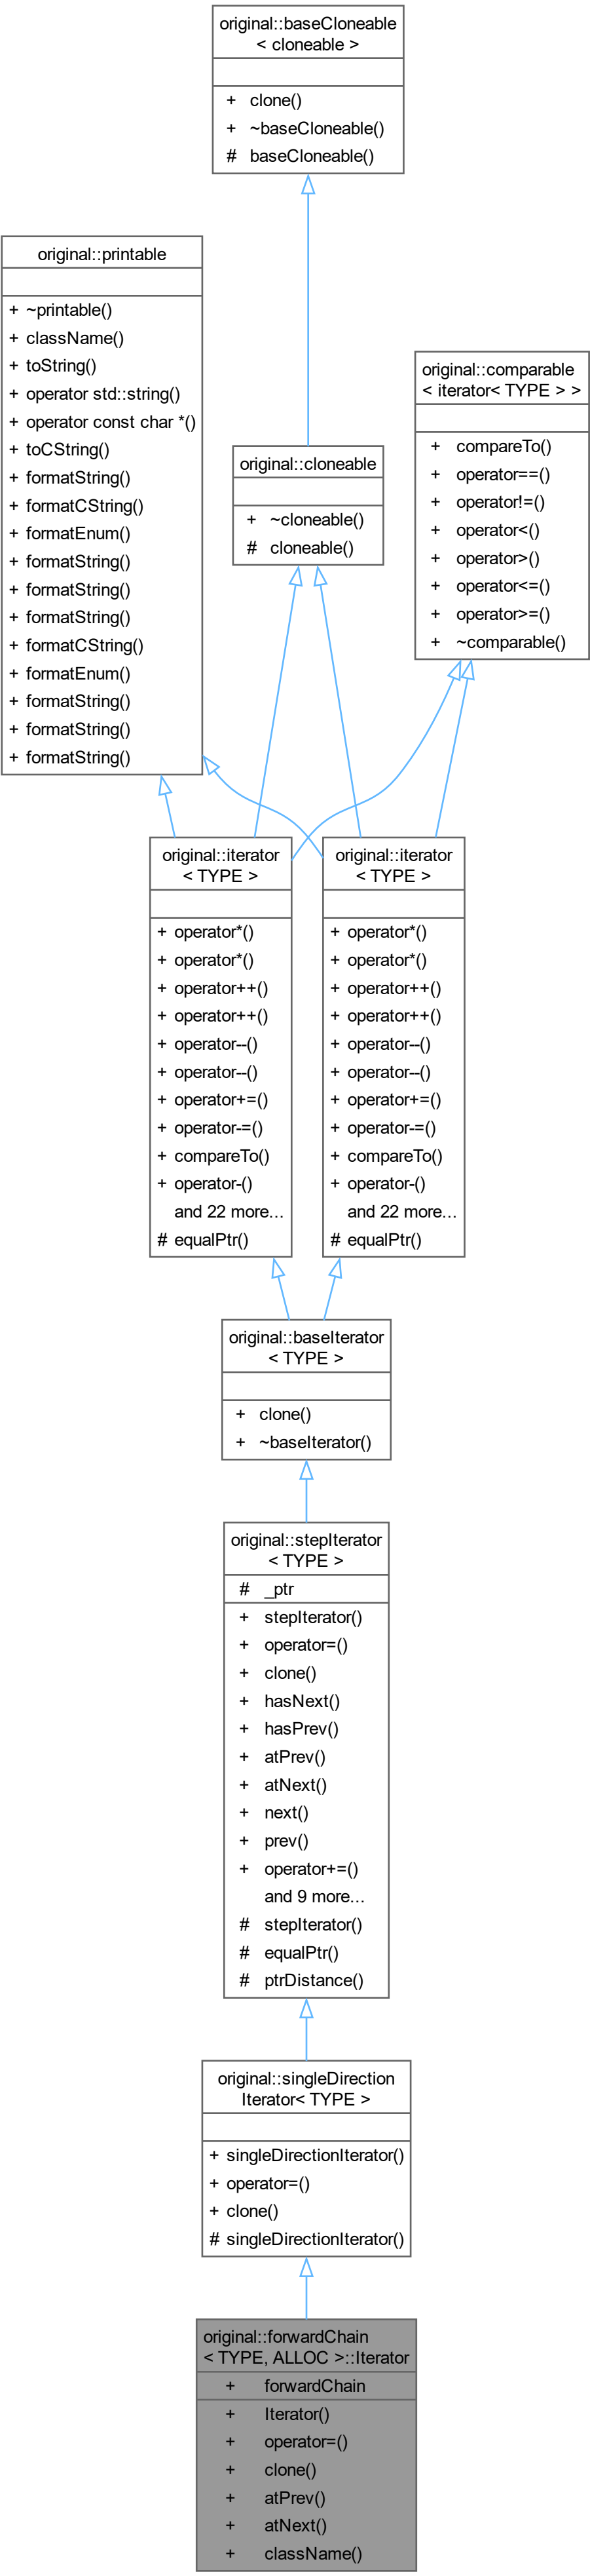 original::baseCloneable
< cloneable >
+ clone()
+ ~baseCloneable()
# baseCloneable()
original::printable
+ ~printable()
+ className()
+ toString()
+ operator std::string()
+ operator const char *()
+ toCString()
+ formatString()
+ formatCString()
+ formatEnum()
+ formatString()
+ formatString()
+ formatString()
+ formatCString()
+ formatEnum()
+ formatString()
+ formatString()
+ formatString()
original::comparable
< iterator< TYPE > >
+ compareTo()
+ operator==()
+ operator!=()
+ operator<()
+ operator>()
+ operator<=()
+ operator>=()
+ ~comparable()
original::cloneable
+ ~cloneable()
# cloneable()
original::iterator
< TYPE >
+ operator*()
+ operator*()
+ operator++()
+ operator++()
+ operator--()
+ operator--()
+ operator+=()
+ operator-=()
+ compareTo()
+ operator-()
and 22 more...
# equalPtr()
original::iterator
< TYPE >
+ operator*()
+ operator*()
+ operator++()
+ operator++()
+ operator--()
+ operator--()
+ operator+=()
+ operator-=()
+ compareTo()
+ operator-()
and 22 more...
# equalPtr()
original::baseIterator
< TYPE >
+ clone()
+ ~baseIterator()
original::stepIterator
< TYPE >
# _ptr
+ stepIterator()
+ operator=()
+ clone()
+ hasNext()
+ hasPrev()
+ atPrev()
+ atNext()
+ next()
+ prev()
+ operator+=()
and 9 more...
# stepIterator()
# equalPtr()
# ptrDistance()
original::singleDirection
Iterator< TYPE >
+ singleDirectionIterator()
+ operator=()
+ clone()
# singleDirectionIterator()
original::forwardChain
< TYPE, ALLOC >::Iterator
+ forwardChain
+ Iterator()
+ operator=()
+ clone()
+ atPrev()
+ atNext()
+ className()